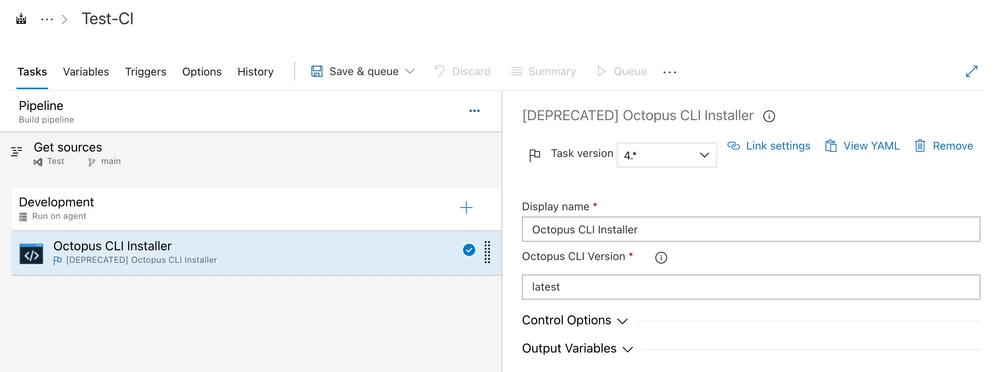 ··· > Test-CI
Tasks Variables Triggers Options History Save & queue Discard Summary Queue ···
Pipeline
Build pipeline
Get sources
Test main
Development
Run on agent
Octopus CLI Installer
[DEPRECATED] Octopus CLI Installer
[DEPRECATED] Octopus CLI Installer
Task version 4.* Link settings View YAML Remove
Display name *
Octopus CLI Installer
Octopus CLI Version *
latest
Control Options
Output Variables